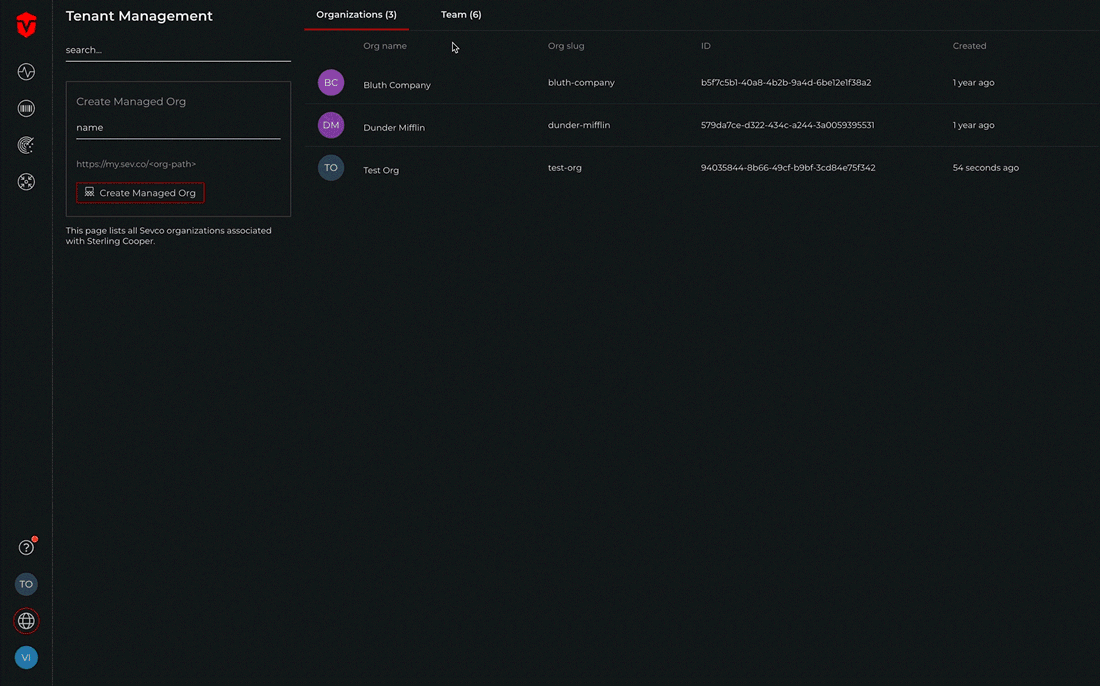 Tenant Management
search...
Create Managed Org
name
https://my.sev.co/<org-path>
Create Managed Org
This page lists all Sevco organizations associated
with Sterling Cooper.
Organizations (3) Team (6)
Org name Org slug ID Created
BC Bluth Company bluth-company b5f7c5b1-40a8-4b2b-9a4d-6be12e1f38a2 1 year ago
DM Dunder Mifflin dunder-mifflin 579da7ce-d322-434c-a244-3a0059395531 1 year ago
TO Test Org test-org 94035844-8b66-49cf-b9bf-3cd84e75f342 54 seconds ago
?
TO
VI